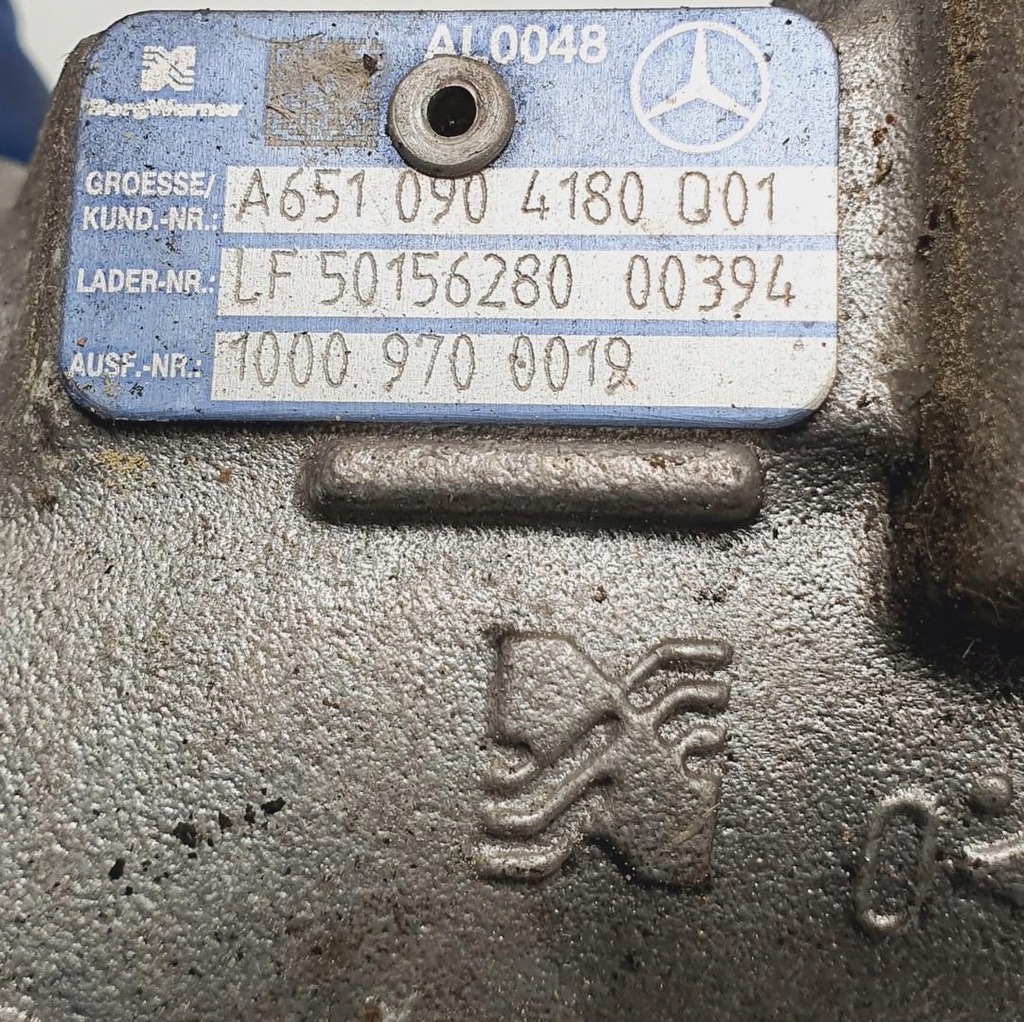 AL0048
BorgWarner
GROESSE/
KUND.-NR.: A651 090 4180 Q01
LADER-NR.: LF 50156280 00394
AUSF.-NR.: 1000 970 0019
0